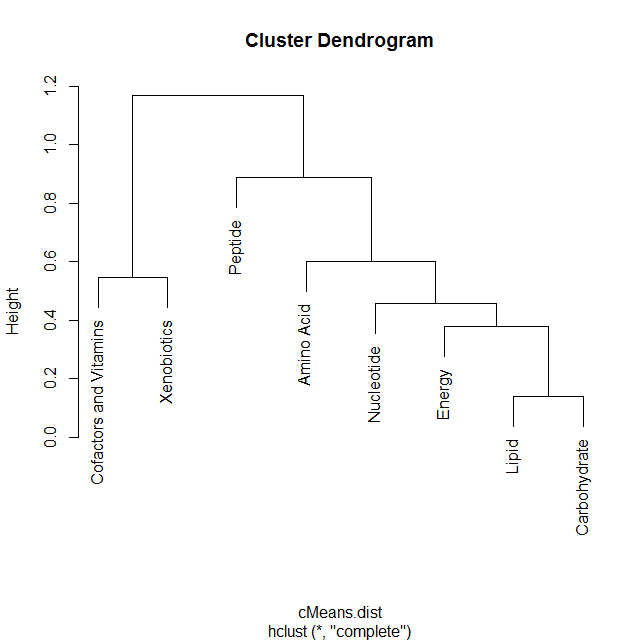 Cluster Dendrogram
Height
1.2
1.0
0.8
0.6
0.4
0.2
0.0
Cofactors and Vitamins
Xenobiotics
Peptide
Amino Acid
Nucleotide
Energy
Lipid
Carbohydrate
cMeans.dist
hclust (*, "complete")